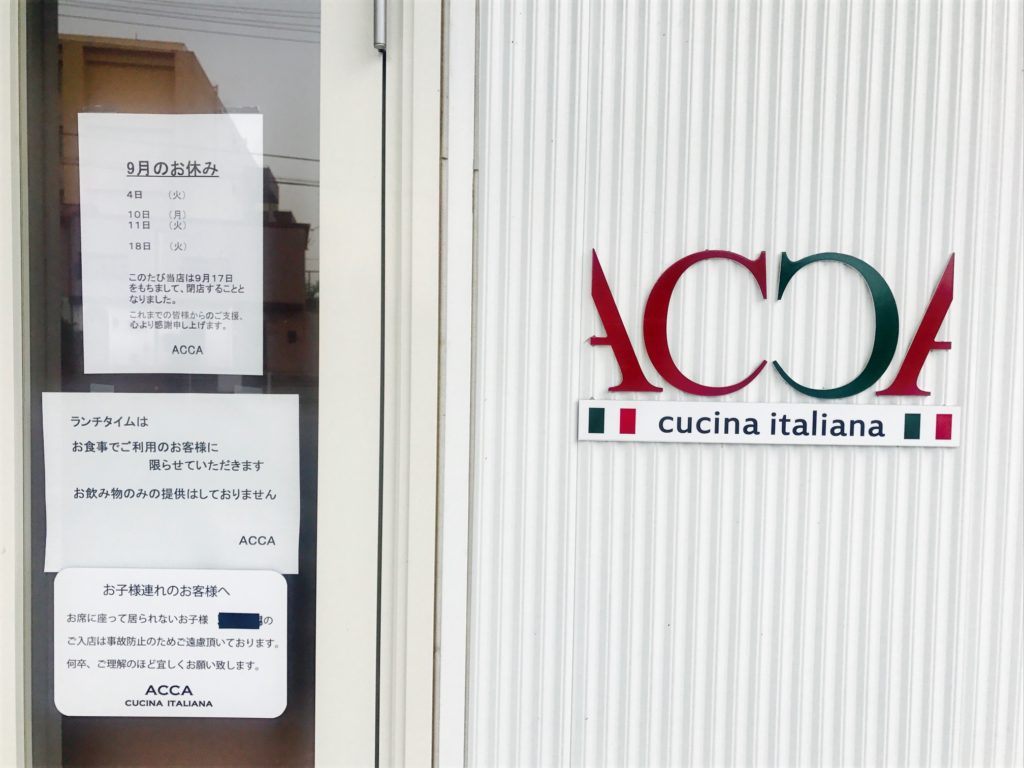 9月のお休み
4日 （火）
10日 （月）
11日 （火）
18日 （火）
このたび当店は9月17日
をもちまして、閉店することと
なりました。
これまでの皆様からのご支援、
心より感謝申し上げます。
ACCA
ランチタイムは
お食事でご利用のお客様に
限らせていただきます
お飲み物のみの提供はしておりません
ACCA
お子様連れのお客様へ
お席に座って居られないお子様 の
ご入店は事故防止のためご遠慮頂いております。
何卒、ご理解のほど宜しくお願い致します。
ACCA
CUCINA ITALIANA
ACCA
cucina italiana